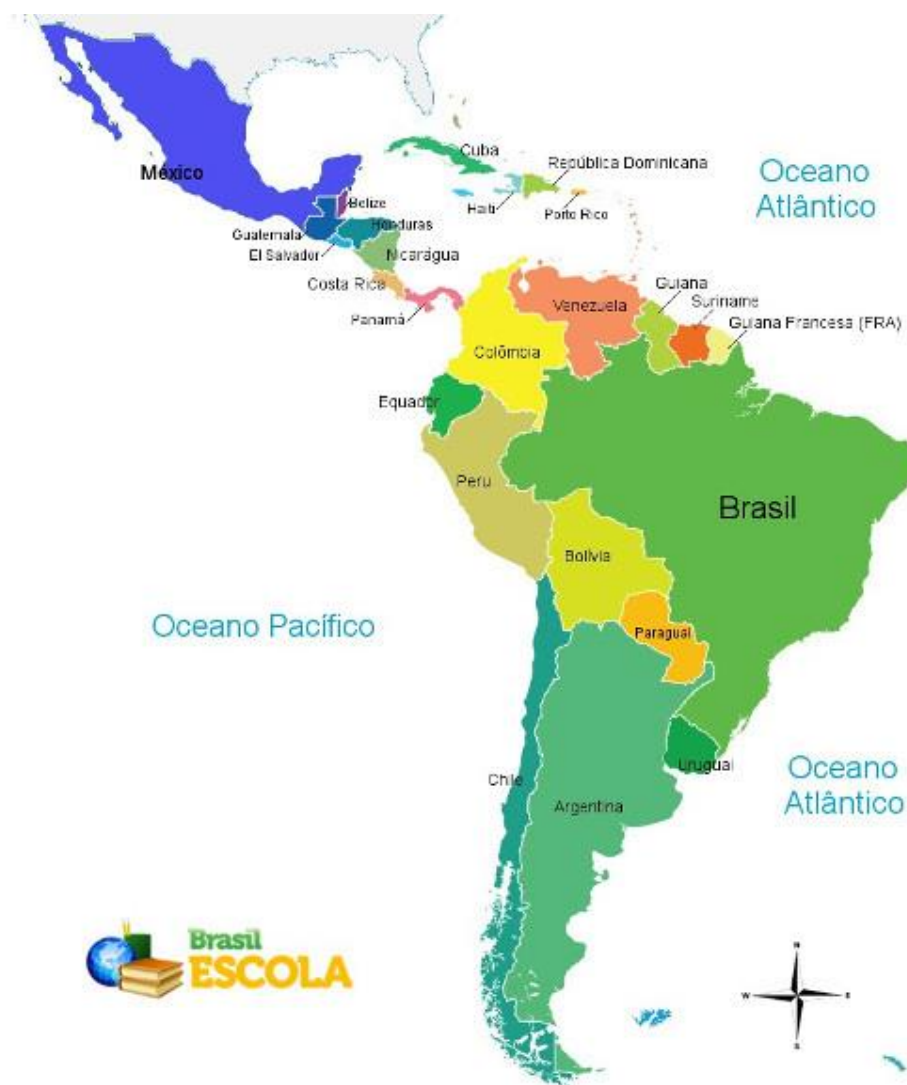 Cuba
República Dominicana
Oceano
Atlântico
México
Haiti
Porto Rico
Belize
Guatemala
Honduras
El Salvador
Nicarágua
Costa Rica
Panamá
Venezuela
Guiana
Suriname
Guiana Francesa (FRA)
Colômbia
Equador
Peru
Brasil
Bolívia
Oceano Pacífico
Paraguai
Chile
Uruguai
Argentina
Oceano
Atlântico
Brasil
ESCOLA
N
W
E
S